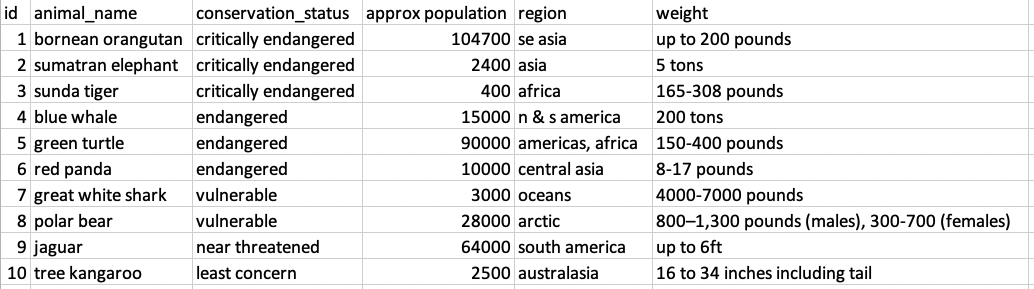 id animal_name conservation_status approx population region weight
1 bornean orangutan critically endangered 104700 se asia up to 200 pounds
2 sumatran elephant critically endangered 2400 asia 5 tons
3 sunda tiger critically endangered 400 africa 165-308 pounds
4 blue whale endangered 15000 n & s america 200 tons
5 green turtle endangered 90000 americas, africa 150-400 pounds
6 red panda endangered 10000 central asia 8-17 pounds
7 great white shark vulnerable 3000 oceans 4000-7000 pounds
8 polar bear vulnerable 28000 arctic 800–1,300 pounds (males), 300-700 (females)
9 jaguar near threatened 64000 south america up to 6ft
10 tree kangaroo least concern 2500 australasia 16 to 34 inches including tail